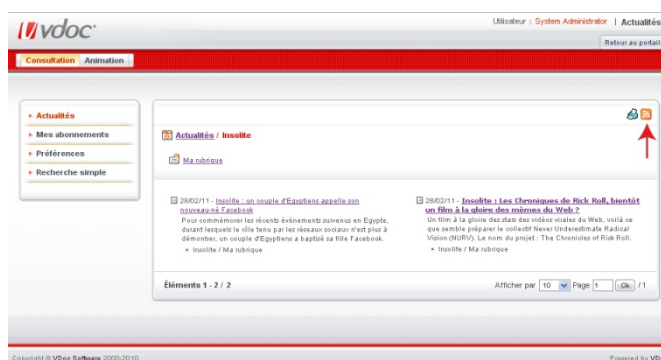 vdoc
Utilisateur : System Administrator | Actualités
Retour au portail
Consultation Animation
Actualités
Mes abonnements
Préférences
Recherche simple
Actualités / Insolite
Ma rubrique
28/02/11 - Insolite : un couple d'Egyptiens appelle son
nouveau-né Facebook
Pour commémorer les récents évènements survenus en Egypte,
durant lesquels le rôle tenu par les réseaux sociaux n'est plus à
démontrer, un couple d'Egyptiens a baptisé sa fille Facebook.
Insolite / Ma rubrique
28/02/11 - Insolite : Les Chroniques de Rick Roll, bientôt
un film à la gloire des mèmes du Web ?
Un film à la gloire des stars des vidéos virales du Web, voilà ce
que semble préparer le collectif Never Underestimate Radical
Vision (NURV). Le nom du projet : The Chronicles of Rick Roll.
Insolite / Ma rubrique
Éléments 1 - 2 / 2
Afficher par 10 Page 1 Ok /1
Copyright © VDoc Software 2000-2010
Powered by VD